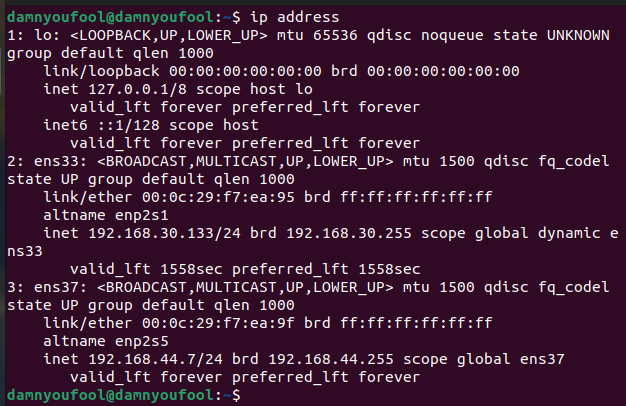 damnyoufool@damnyoufool:~$ ip address
1: lo: <LOOPBACK,UP,LOWER_UP> mtu 65536 qdisc noqueue state UNKNOWN
group default qlen 1000
    link/loopback 00:00:00:00:00:00 brd 00:00:00:00:00:00
    inet 127.0.0.1/8 scope host lo
       valid_lft forever preferred_lft forever
    inet6 ::1/128 scope host
       valid_lft forever preferred_lft forever
2: ens33: <BROADCAST,MULTICAST,UP,LOWER_UP> mtu 1500 qdisc fq_codel
state UP group default qlen 1000
    link/ether 00:0c:29:f7:ea:95 brd ff:ff:ff:ff:ff:ff
    altname enp2s1
    inet 192.168.30.133/24 brd 192.168.30.255 scope global dynamic e
ns33
       valid_lft 1558sec preferred_lft 1558sec
3: ens37: <BROADCAST,MULTICAST,UP,LOWER_UP> mtu 1500 qdisc fq_codel
state UP group default qlen 1000
    link/ether 00:0c:29:f7:ea:9f brd ff:ff:ff:ff:ff:ff
    altname enp2s5
    inet 192.168.44.7/24 brd 192.168.44.255 scope global ens37
       valid_lft forever preferred_lft forever
damnyoufool@damnyoufool:~$